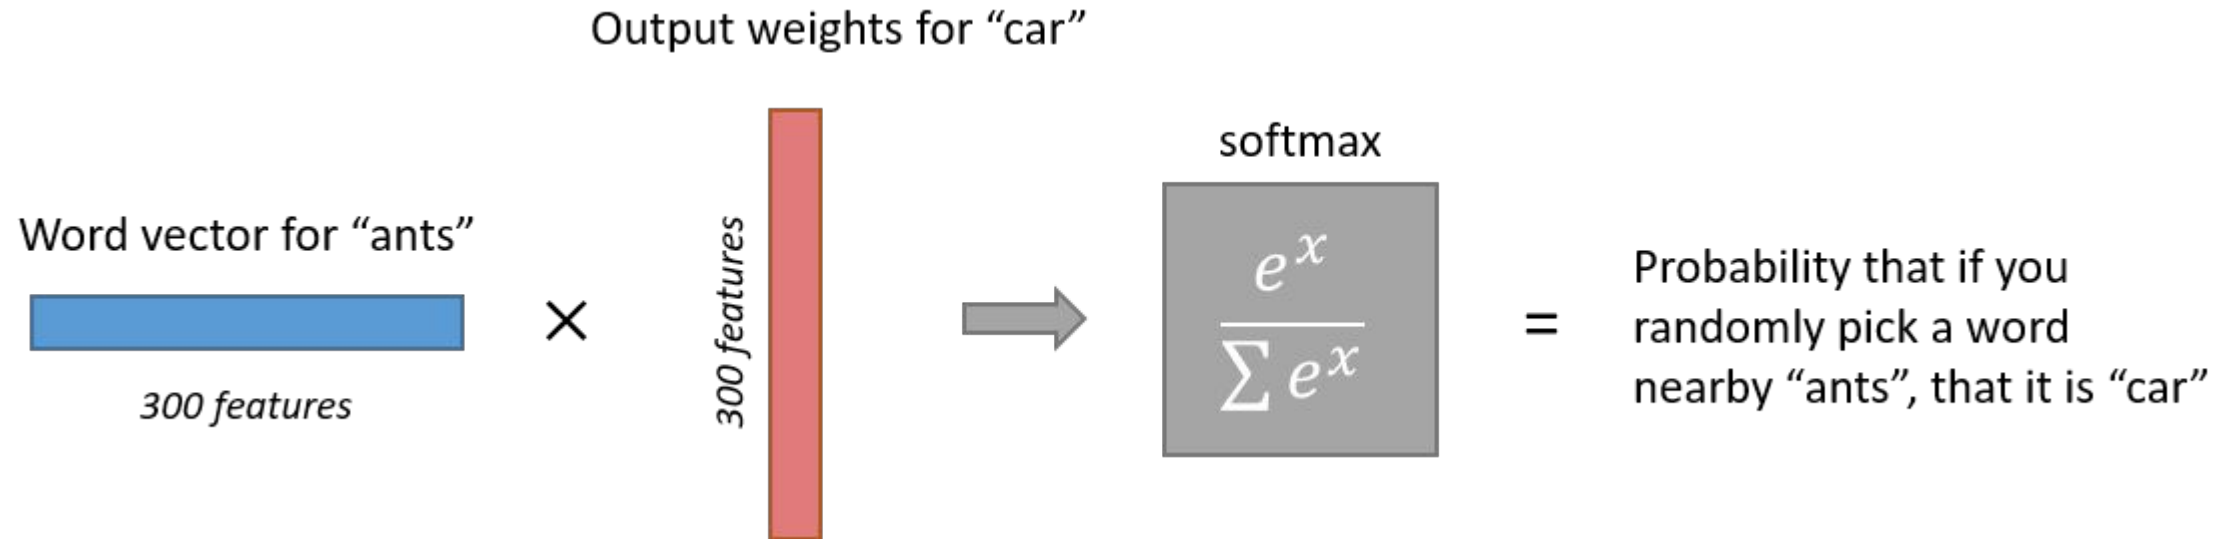 Output weights for “car”
softmax
Word vector for “ants”
300 features
×
300 features
e^x
∑ e^x
=
Probability that if you
randomly pick a word
nearby “ants”, that it is “car”